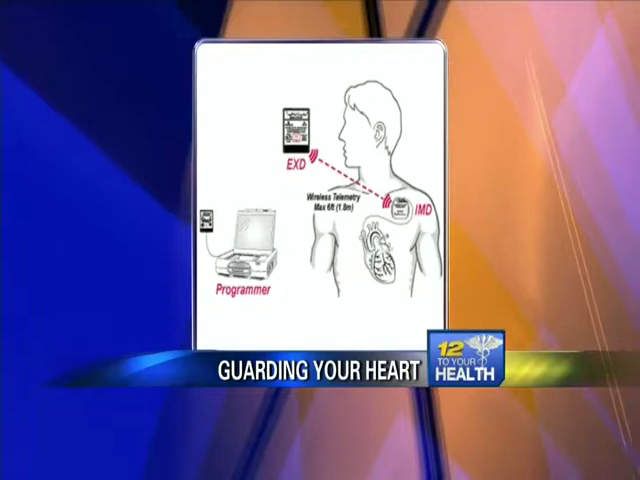 EXD
Wireless Telemetry
Max 6ft (1.8m)
IMD
Programmer
GUARDING YOUR HEART
12
TO YOUR
HEALTH